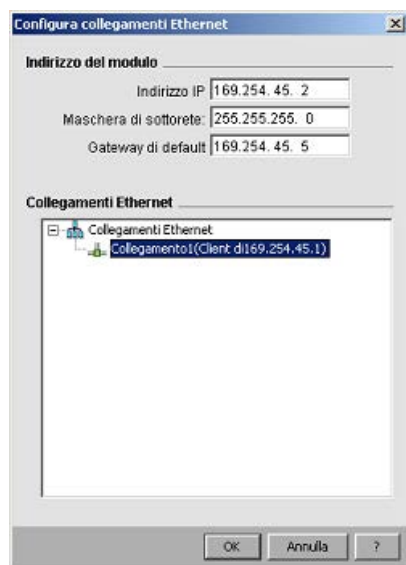 Configura collegamenti Ethernet
Indirizzo del modulo
Indirizzo IP 169.254. 45. 2
Maschera di sottorete: 255.255.255. 0
Gateway di default 169.254. 45. 5
Collegamenti Ethernet
Collegamenti Ethernet
Collegamento1(Client di169.254.45.1)
OK Annulla ?